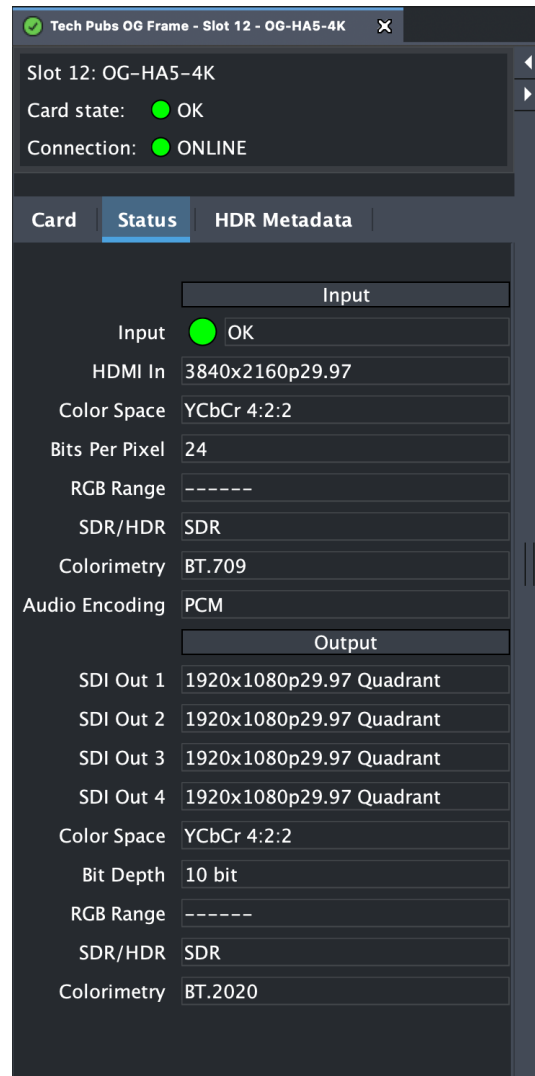 Tech Pubs OG Frame - Slot 12 - OG-HA5-4K
Slot 12: OG-HA5-4K
Card state: OK
Connection: ONLINE
Card Status HDR Metadata
Input
Input OK
HDMI In 3840x2160p29.97
Color Space YCbCr 4:2:2
Bits Per Pixel 24
RGB Range ------
SDR/HDR SDR
Colorimetry BT.709
Audio Encoding PCM
Output
SDI Out 1 1920x1080p29.97 Quadrant
SDI Out 2 1920x1080p29.97 Quadrant
SDI Out 3 1920x1080p29.97 Quadrant
SDI Out 4 1920x1080p29.97 Quadrant
Color Space YCbCr 4:2:2
Bit Depth 10 bit
RGB Range ------
SDR/HDR SDR
Colorimetry BT.2020